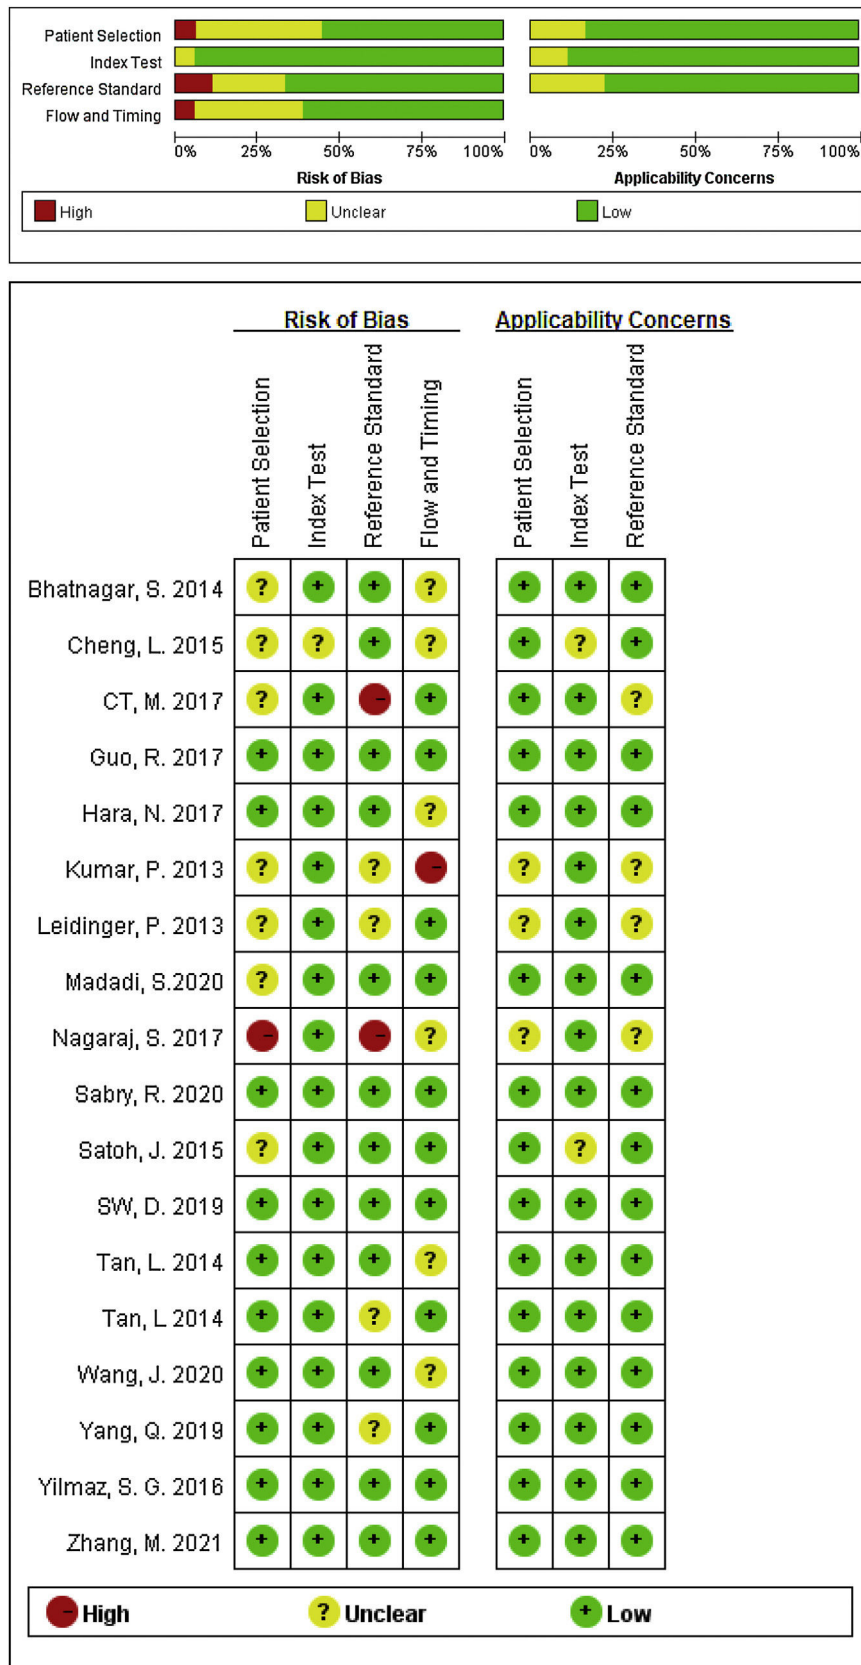 Patient Selection
Index Test
Reference Standard
Flow and Timing
0% 25% 50% 75% 100% 0% 25% 50% 75% 100%
Risk of Bias Applicability Concerns
High Unclear Low
Risk of Bias Applicability Concerns
Patient Selection Index Test Reference Standard Flow and Timing Patient Selection Index Test Reference Standard
Bhatnagar, S. 2014 ? + + ? + + +
Cheng, L. 2015 ? ? + ? + ? +
CT, M. 2017 ? + - + + + ?
Guo, R. 2017 + + + + + + +
Hara, N. 2017 + + + ? + + +
Kumar, P. 2013 ? + ? - ? + ?
Leidinger, P. 2013 ? + ? + ? + ?
Madadi, S.2020 ? + + + + + +
Nagaraj, S. 2017 - + - ? ? + ?
Sabry, R. 2020 + + + + + + +
Satoh, J. 2015 ? + + + + ? +
SW, D. 2019 + + + + + + +
Tan, L. 2014 + + + ? + + +
Tan, L 2014 + + ? + + + +
Wang, J. 2020 + + + ? + + +
Yang, Q. 2019 + + ? + + + +
Yilmaz, S. G. 2016 + + + + + + +
Zhang, M. 2021 + + + + + + +
- High ? Unclear + Low